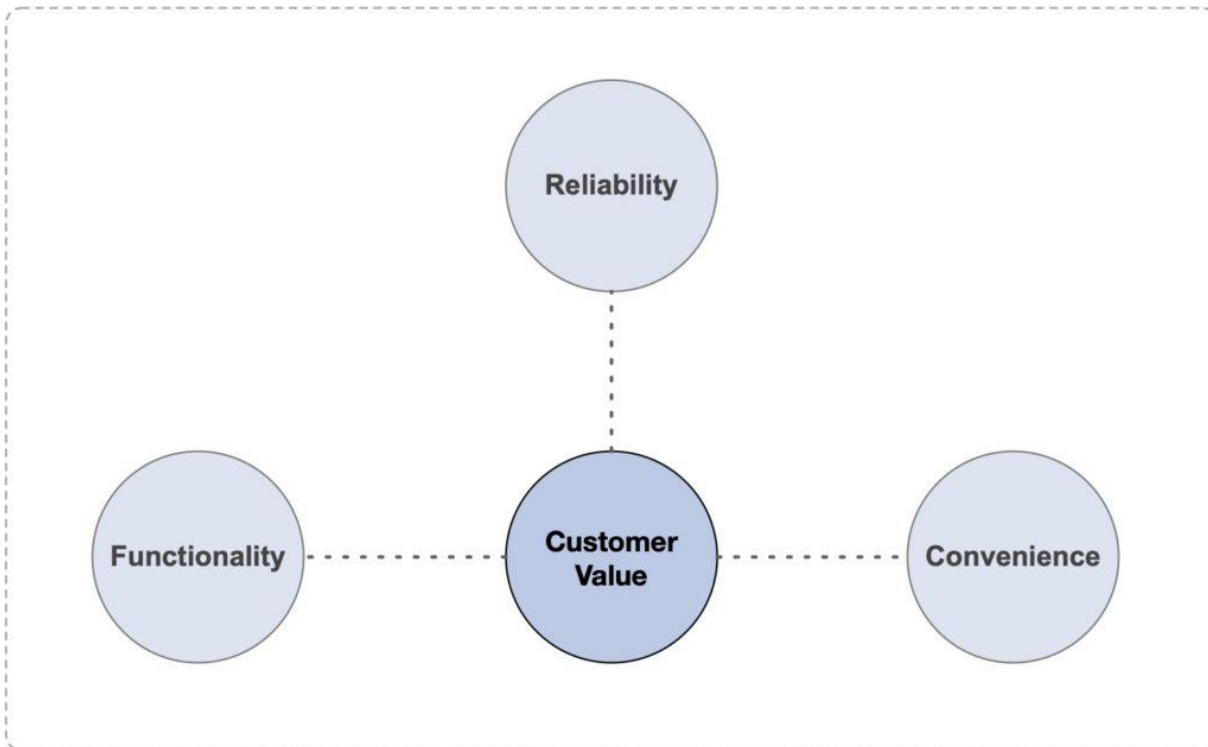 Reliability
Functionality
Customer
Value
Convenience